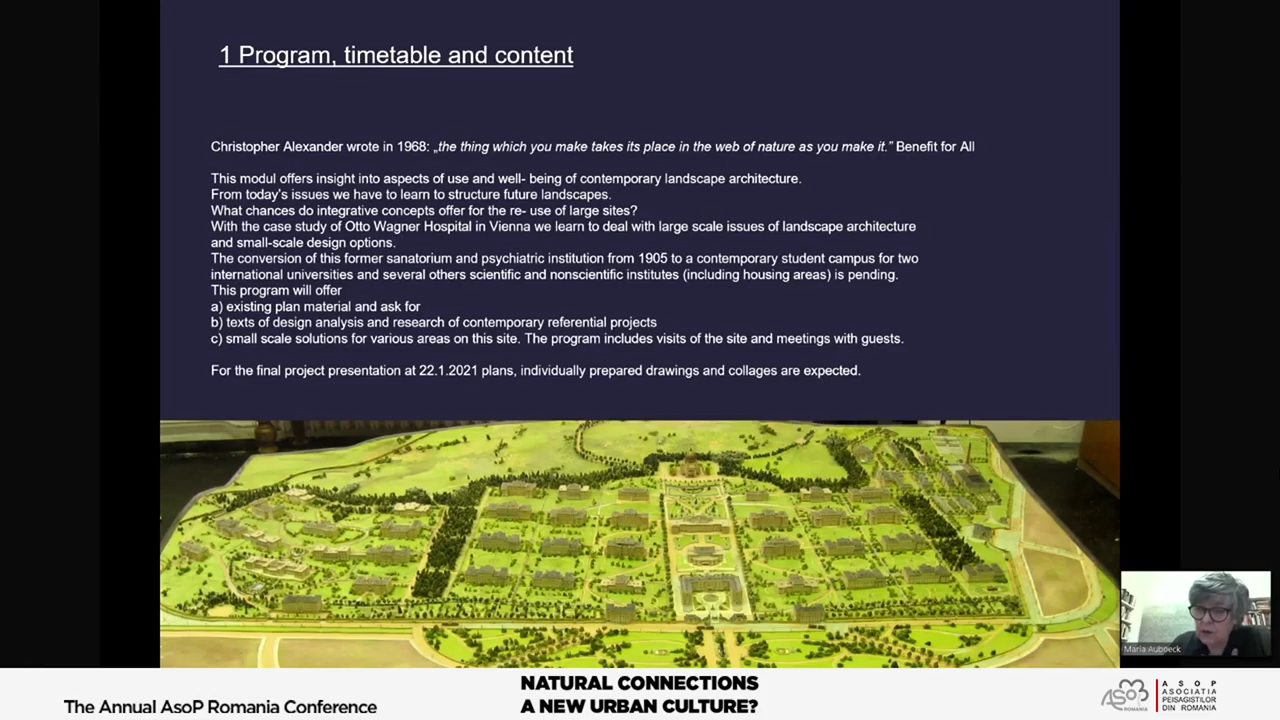 1 Program, timetable and content
Christopher Alexander wrote in 1968: „the thing which you make takes its place in the web of nature as you make it.” Benefit for All
This modul offers insight into aspects of use and well- being of contemporary landscape architecture.
From today's issues we have to learn to structure future landscapes.
What chances do integrative concepts offer for the re- use of large sites?
With the case study of Otto Wagner Hospital in Vienna we learn to deal with large scale issues of landscape architecture
and small-scale design options.
The conversion of this former sanatorium and psychiatric institution from 1905 to a contemporary student campus for two
international universities and several others scientific and nonscientific institutes (including housing areas) is pending.
This program will offer
a) existing plan material and ask for
b) texts of design analysis and research of contemporary referential projects
c) small scale solutions for various areas on this site. The program includes visits of the site and meetings with guests.
For the final project presentation at 22.1.2021 plans, individually prepared drawings and collages are expected.
Maria Auboeck
The Annual AsoP Romania Conference
NATURAL CONNECTIONS
A NEW URBAN CULTURE?
ASoP
ROMANIA
A S O P
ASOCIATIA
PEISAGISTILOR
DIN ROMANIA